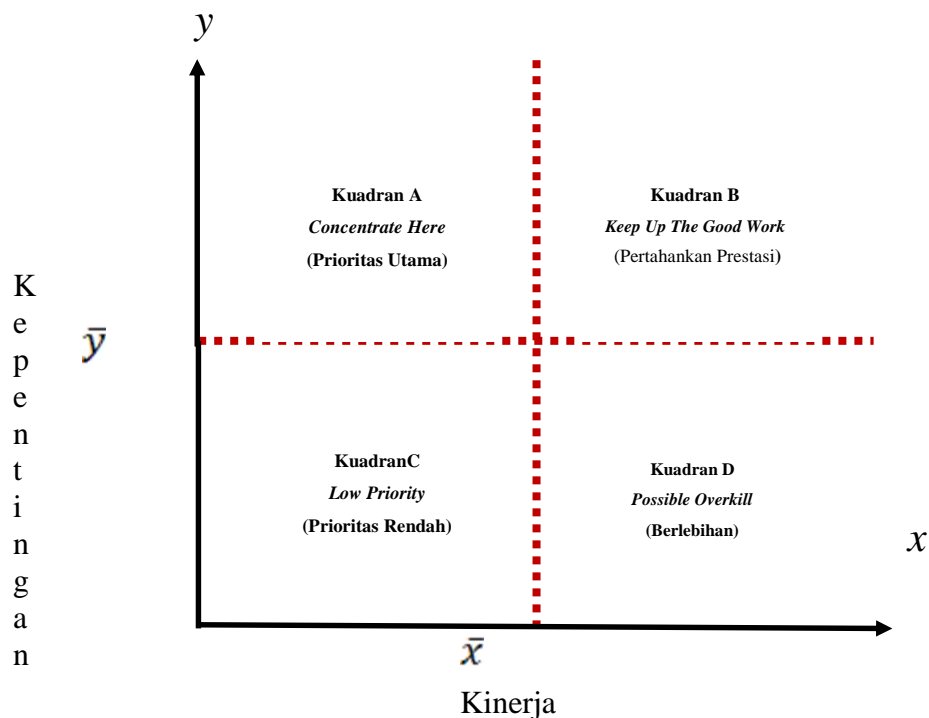 y
Kuadran A
Concentrate Here
(Prioritas Utama)
Kuadran B
Keep Up The Good Work
(Pertahankan Prestasi)
K
e
p
e
n
t
i
n
g
a
n
ȳ
KuadranC
Low Priority
(Prioritas Rendah)
Kuadran D
Possible Overkill
(Berlebihan)
x
x̄
Kinerja